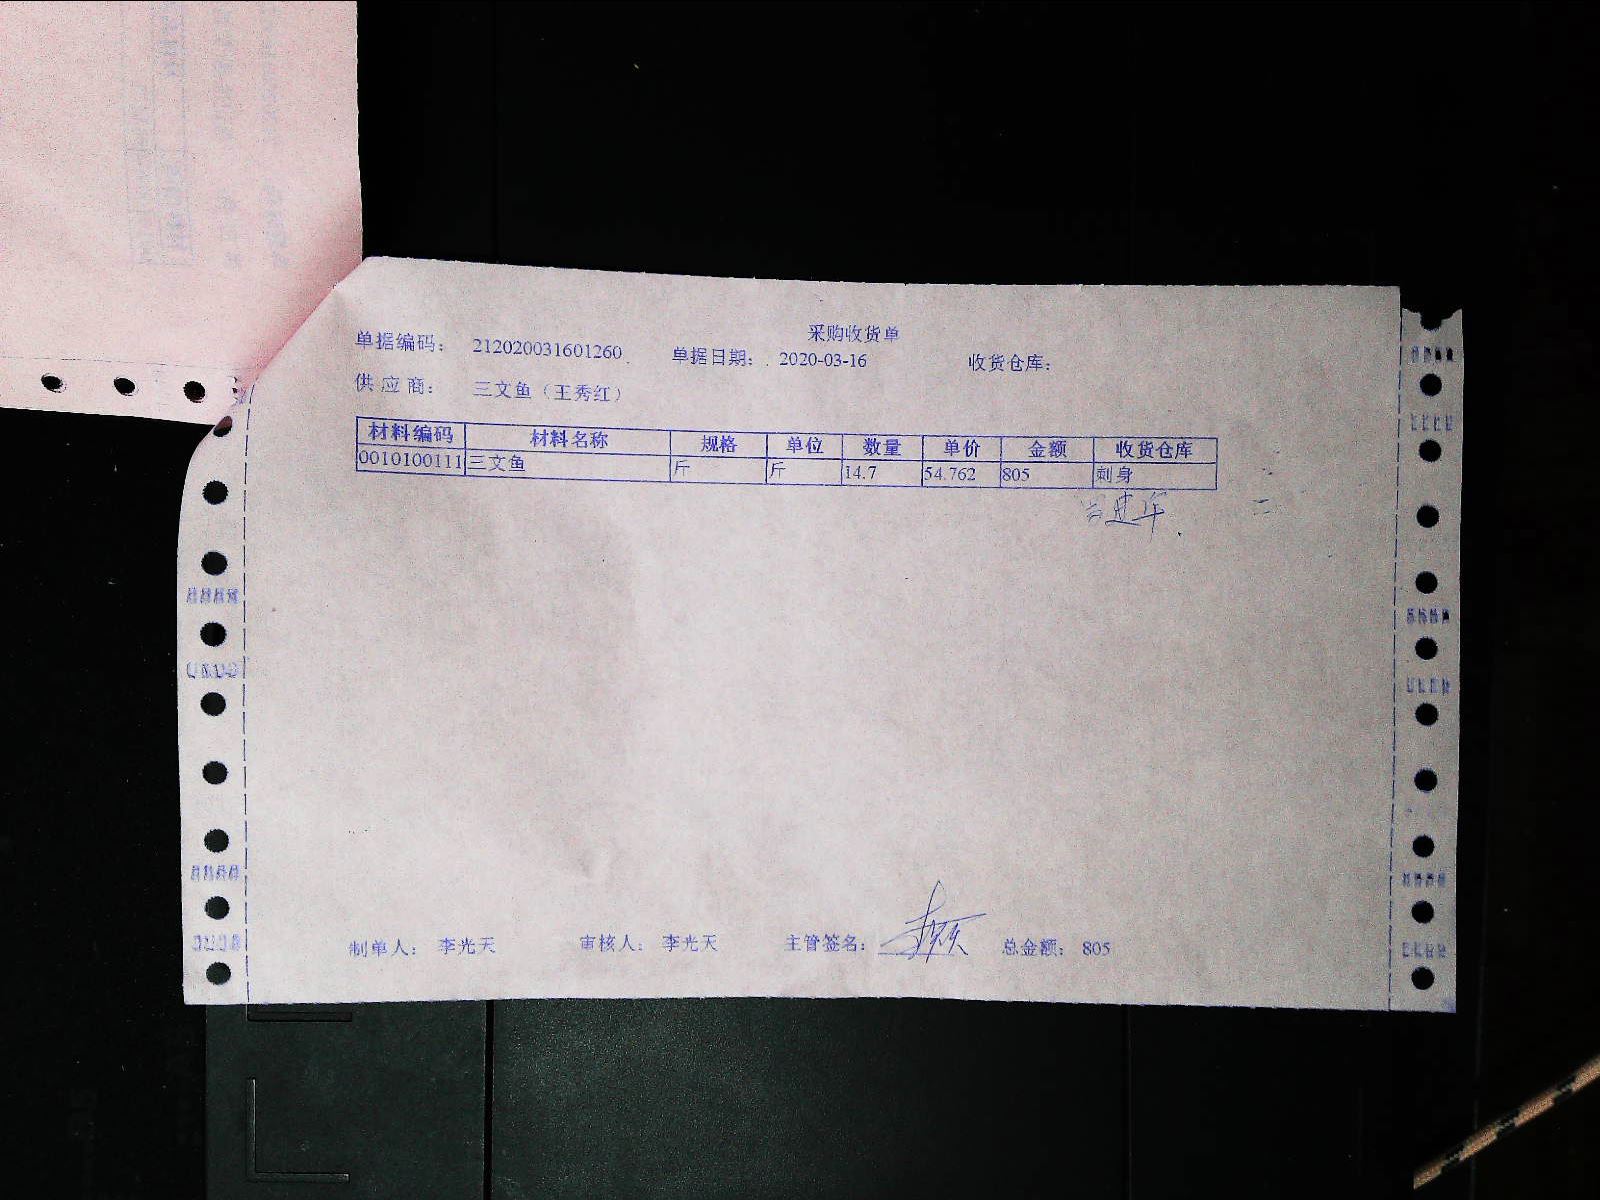 采购收货单
单据编码： 212020031601260 单据日期： 2020-03-16 收货仓库：
供应商： 三文鱼（王秀红）
材料编码 材料名称 规格 单位 数量 单价 金额 收货仓库
0010100111 三文鱼 斤 斤 14.7 54.762 805 刺身
制单人： 李光天 审核人： 李光天 主管签名： 总金额： 805